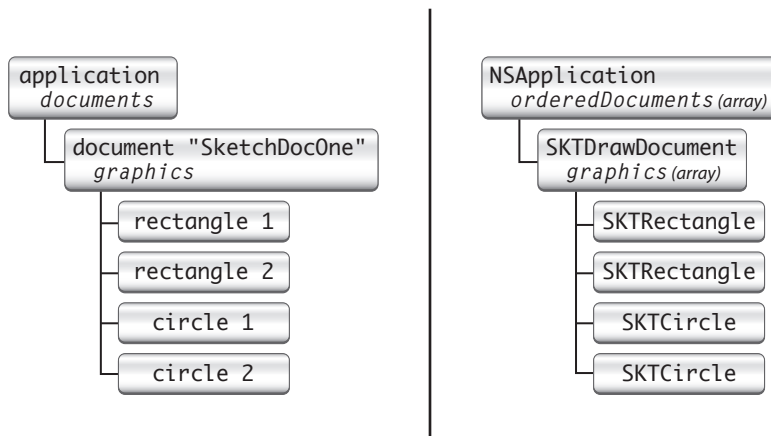 application
documents
document "SketchDocOne"
graphics
rectangle 1
rectangle 2
circle 1
circle 2
NSApplication
orderedDocuments (array)
SKTDrawDocument
graphics (array)
SKTRectangle
SKTRectangle
SKTCircle
SKTCircle